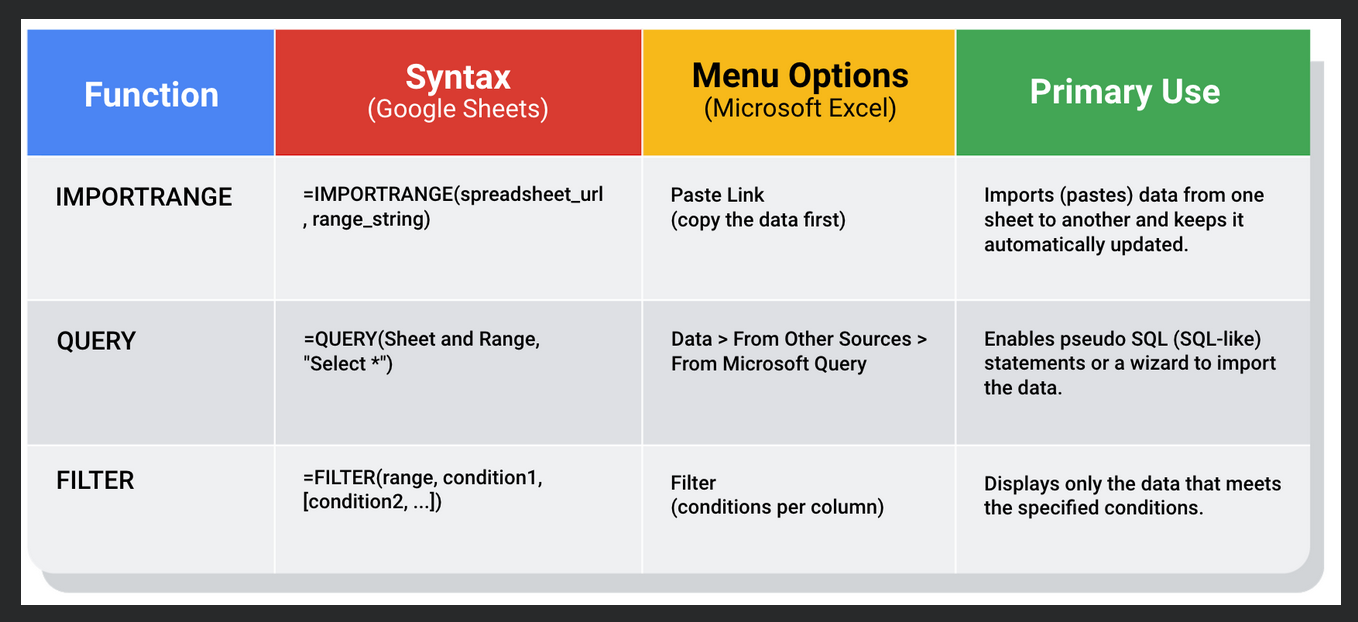 Function
Syntax
(Google Sheets)
Menu Options
(Microsoft Excel)
Primary Use
IMPORTRANGE
=IMPORTRANGE(spreadsheet_url
, range_string)
Paste Link
(copy the data first)
Imports (pastes) data from one
sheet to another and keeps it
automatically updated.
QUERY
=QUERY(Sheet and Range,
"Select *")
Data > From Other Sources >
From Microsoft Query
Enables pseudo SQL (SQL-like)
statements or a wizard to import
the data.
FILTER
=FILTER(range, condition1,
[condition2, ...])
Filter
(conditions per column)
Displays only the data that meets
the specified conditions.